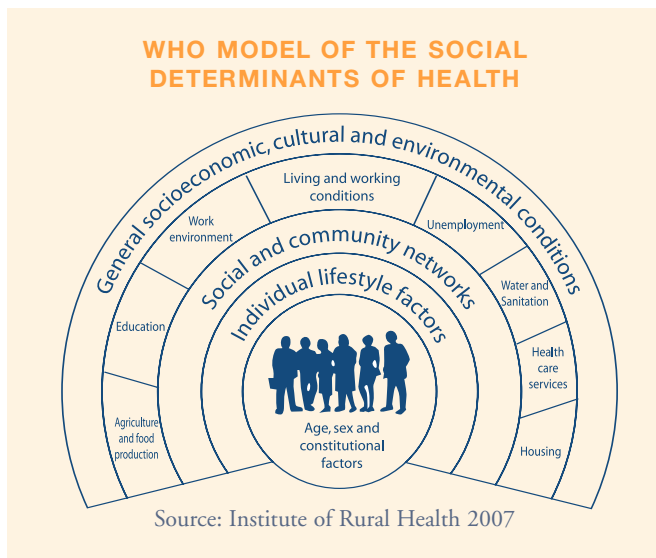 WHO MODEL OF THE SOCIAL
DETERMINANTS OF HEALTH
General socioeconomic, cultural and environmental conditions
Living and working
conditions
Work
environment
Unemployment
Education
Water and
Sanitation
Agriculture
and food
production
Health
care
services
Housing
Social and community networks
Individual lifestyle factors
Age, sex and
constitutional
factors
Source: Institute of Rural Health 2007